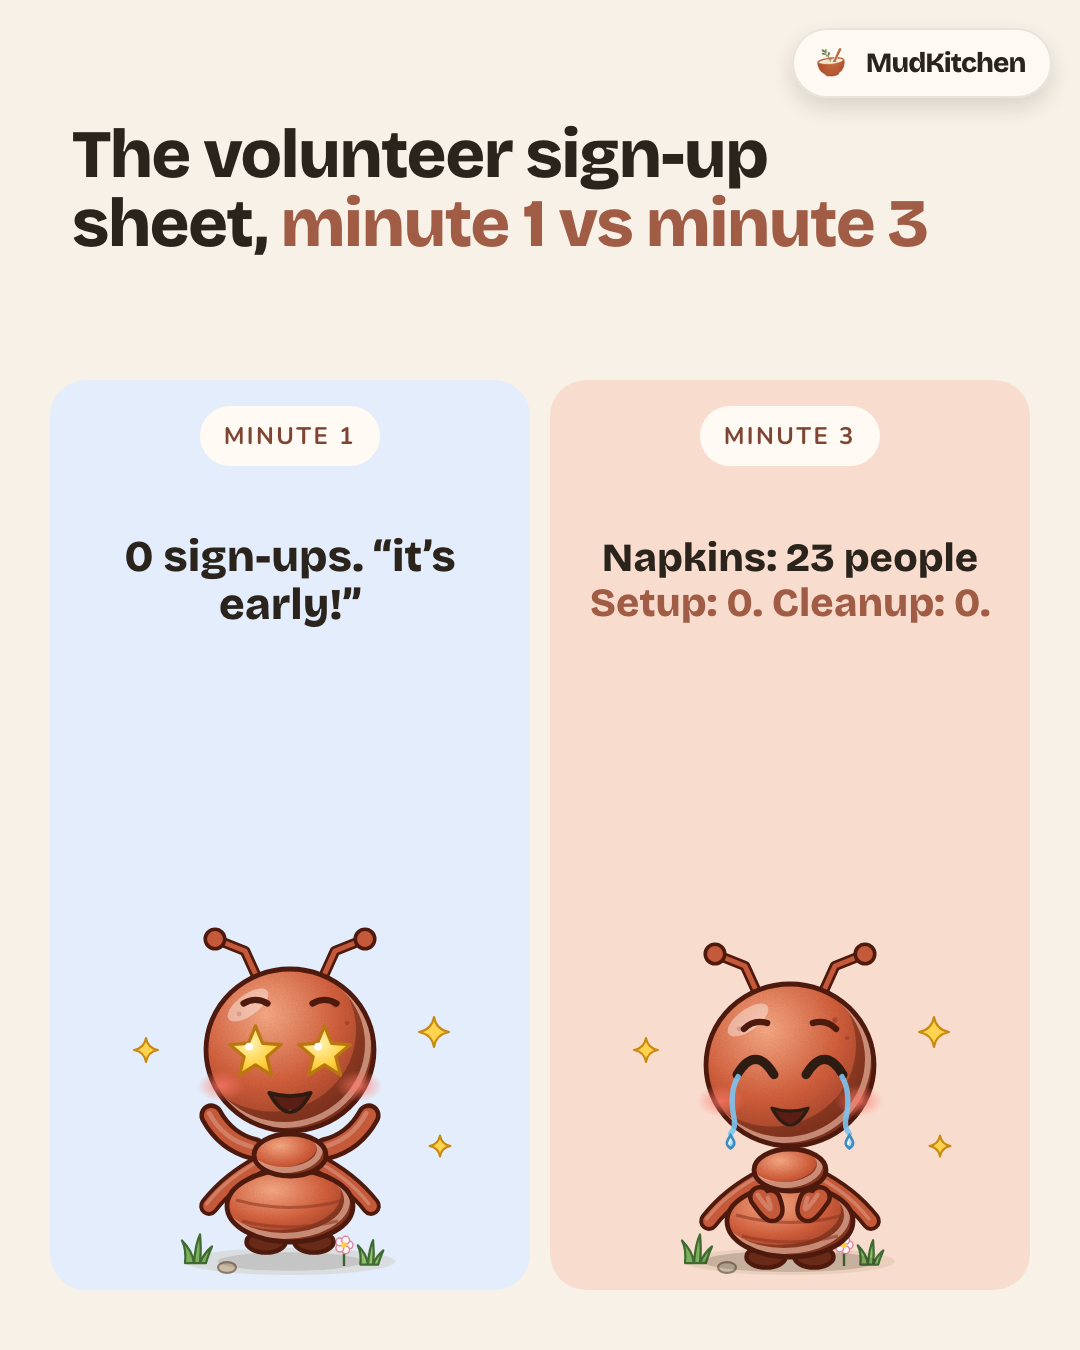 MudKitchen
The volunteer sign-up
sheet, minute 1 vs minute 3
MINUTE 1
0 sign-ups. “it’s
early!”
MINUTE 3
Napkins: 23 people
Setup: 0. Cleanup: 0.